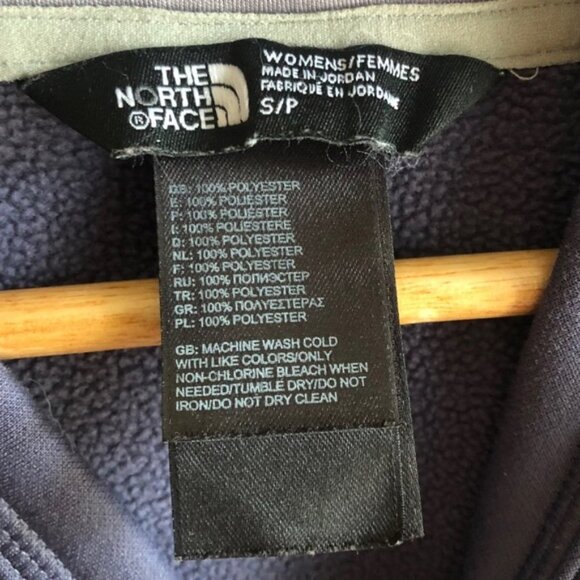 THE
NORTH
FACE
®
WOMENS/FEMMES
MADE IN JORDAN
FABRIQUÉ EN JORDANIE
S/P
GB: 100% POLYESTER
E: 100% POLIÉSTER
P: 100% POLIÉSTER
I: 100% POLIESTERE
D: 100% POLYESTER
NL: 100% POLYESTER
F: 100% POLYESTER
RU: 100% ПОЛИЭСТЕР
TR: 100% POLYESTER
GR: 100% ΠΟΛΥΕΣΤΕΡΑΣ
PL: 100% POLYESTER
GB: MACHINE WASH COLD
WITH LIKE COLORS/ONLY
NON-CHLORINE BLEACH WHEN
NEEDED/TUMBLE DRY/DO NOT
IRON/DO NOT DRY CLEAN